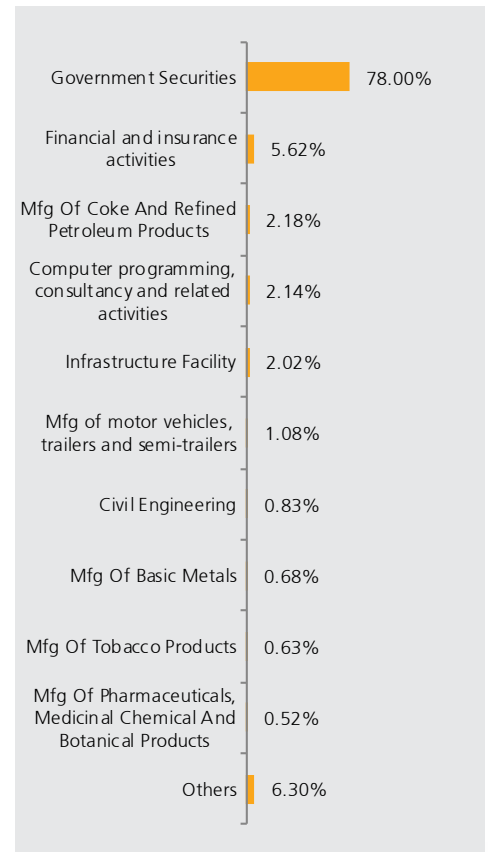 Government Securities 78.00%
Financial and insurance
activities 5.62%
Mfg Of Coke And Refined
Petroleum Products 2.18%
Computer programming,
consultancy and related
activities 2.14%
Infrastructure Facility 2.02%
Mfg of motor vehicles,
trailers and semi-trailers 1.08%
Civil Engineering 0.83%
Mfg Of Basic Metals 0.68%
Mfg Of Tobacco Products 0.63%
Mfg Of Pharmaceuticals,
Medicinal Chemical And
Botanical Products 0.52%
Others 6.30%